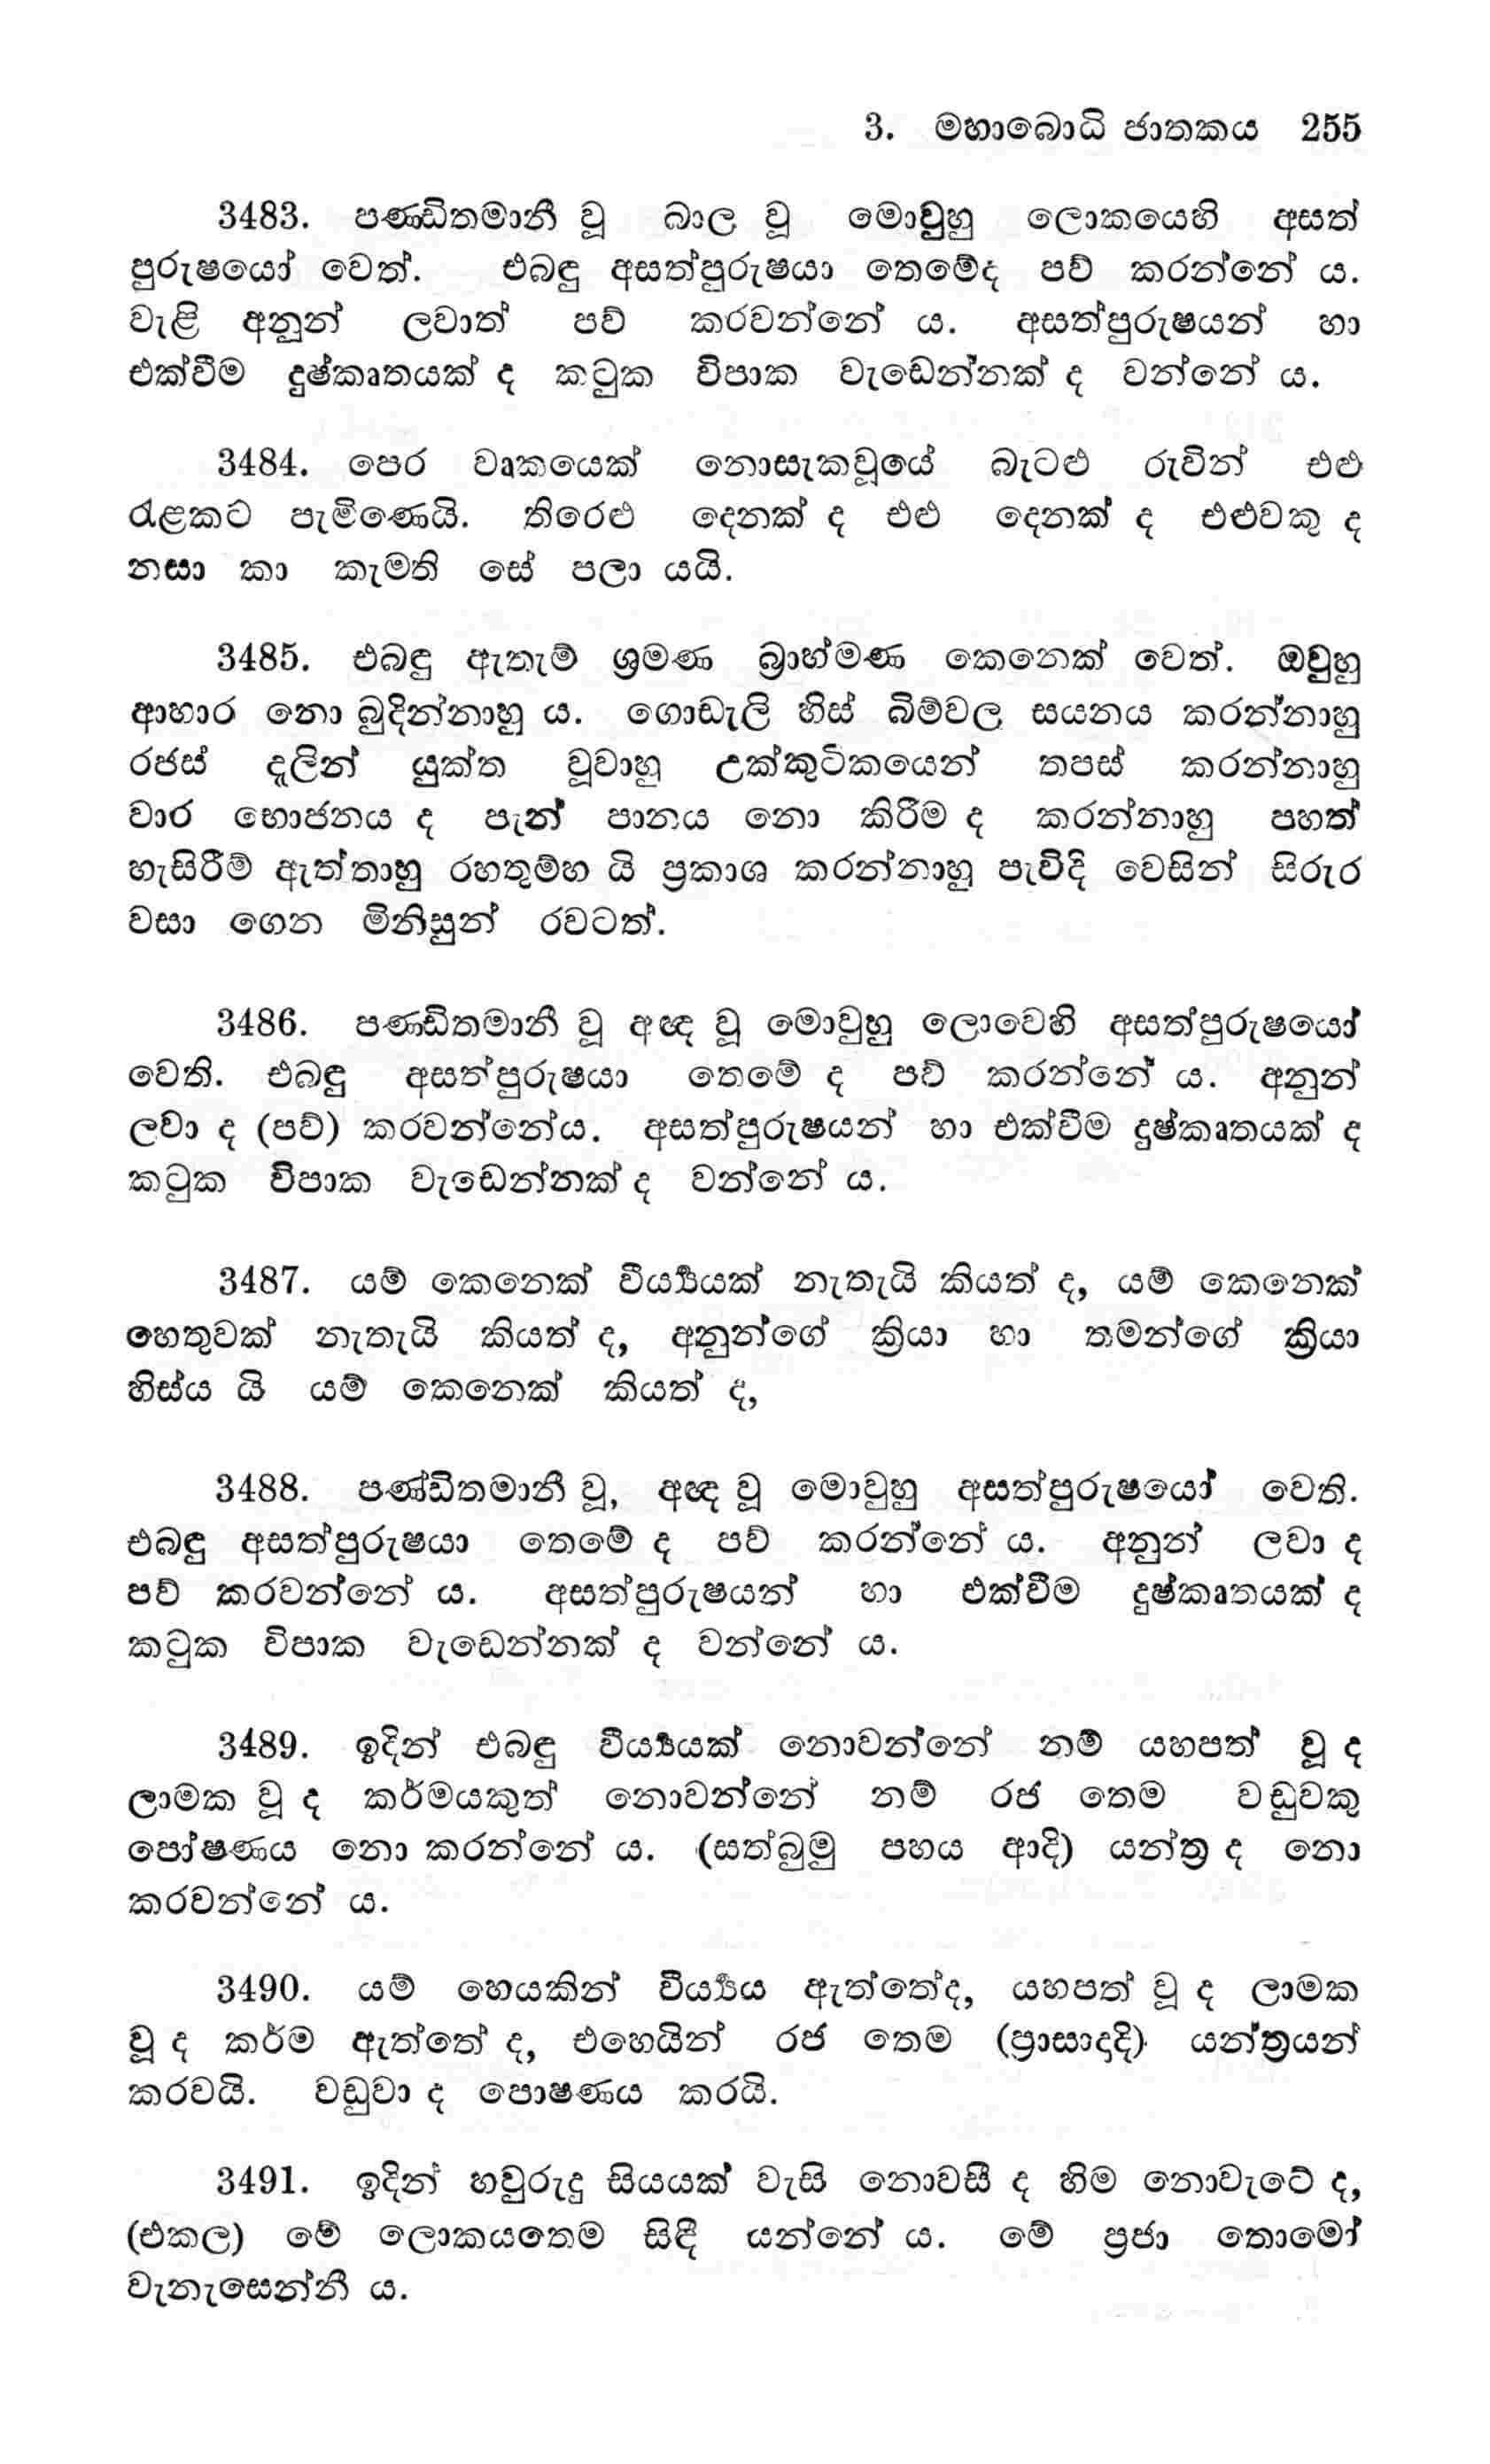 3. මහාබොධි ජාතකය 255
3483. පණ්ඩිතමානී වූ බාල වූ මොවුහු ලොකයෙහි අසත්
පුරුෂයෝ වෙත්. එබඳු අසත්පුරුෂයා තෙමේද පව් කරන්නේ ය.
වැළි අනුන් ලවාත් පව් කරවන්නේ ය. අසත්පුරුෂයන් හා
එක්වීම දුෂ්කෘතයක් ද කටුක විපාක වැඩෙන්නක් ද වන්නේ ය.
3484. පෙර වෘකයෙක් නොසැකවූයේ බැටළු රුවින් එළු
රැළකට පැමිණෙයි. තිරෙළු දෙනක් ද එළු දෙනක් ද එළුවකු ද
නසා කා කැමති සේ පලා යයි.
3485. එබඳු ඇතැම් ශ්‍රමණ බ්‍රාහ්මණ කෙනෙක් වෙත්. ඔවුහු
ආහාර නො බුදින්නාහු ය. ගොඩැලි හිස් බිම්වල සයනය කරන්නාහු
රජස් දැලින් යුක්ත වූවාහු උක්කුටිකයෙන් තපස් කරන්නාහු
වාර භොජනය ද පැන් පානය නො කිරීම ද කරන්නාහු පහත්
හැසිරීම් ඇත්තාහු රහතුම්හ යි ප්‍රකාශ කරන්නාහු පැවිදි වෙසින් සිරුර
වසා ගෙන මිනිසුන් රවටත්.
3486. පණ්ඩිතමානී වූ අඥ වූ මොවුහු ලොවෙහි අසත්පුරුෂයෝ
වෙති. එබඳු අසත්පුරුෂයා තෙමේ ද පව් කරන්නේ ය. අනුන්
ලවා ද (පව්) කරවන්නේය. අසත්පුරුෂයන් හා එක්වීම දුෂ්කෘතයක් ද
කටුක විපාක වැඩෙන්නක් ද වන්නේ ය.
3487. යම් කෙනෙක් වීර්‍ය්‍යයක් නැතැයි කියත් ද, යම් කෙනෙක්
හෙතුවක් නැතැයි කියත් ද, අනුන්ගේ ක්‍රියා හා තමන්ගේ ක්‍රියා
හිස්ය යි යම් කෙනෙක් කියත් ද,
3488. පණ්ඩිතමානී වූ, අඥ වූ මොවුහු අසත්පුරුෂයෝ වෙති.
එබඳු අසත්පුරුෂයා තෙමේ ද පව් කරන්නේ ය. අනුන් ලවා ද
පව් කරවන්නේ ය. අසත්පුරුෂයන් හා එක්වීම දුෂ්කෘතයක් ද
කටුක විපාක වැඩෙන්නක් ද වන්නේ ය.
3489. ඉදින් එබඳු වීර්‍ය්‍යයක් නොවන්නේ නම් යහපත් වූ ද
ලාමක වූ ද කර්මයකුත් නොවන්නේ නම් රජ තෙම වඩුවකු
පෝෂණය නො කරන්නේ ය. (සත්බුමු පහය ආදි) යන්ත්‍ර ද නො
කරවන්නේ ය.
3490. යම් හෙයකින් වීර්‍ය්‍යය ඇත්තේද, යහපත් වූ ද ලාමක
වූ ද කර්ම ඇත්තේ ද, එහෙයින් රජ තෙම (ප්‍රාසාදාදි) යන්ත්‍රයන්
කරවයි. වඩුවා ද පොෂණය කරයි.
3491. ඉදින් හවුරුදු සියයක් වැසි නොවසී ද හිම නොවැටේ ද,
(එකල) මේ ලොකයතෙම සිඳී යන්නේ ය. මේ ප්‍රජා තොමෝ
වැනැසෙන්නී ය.